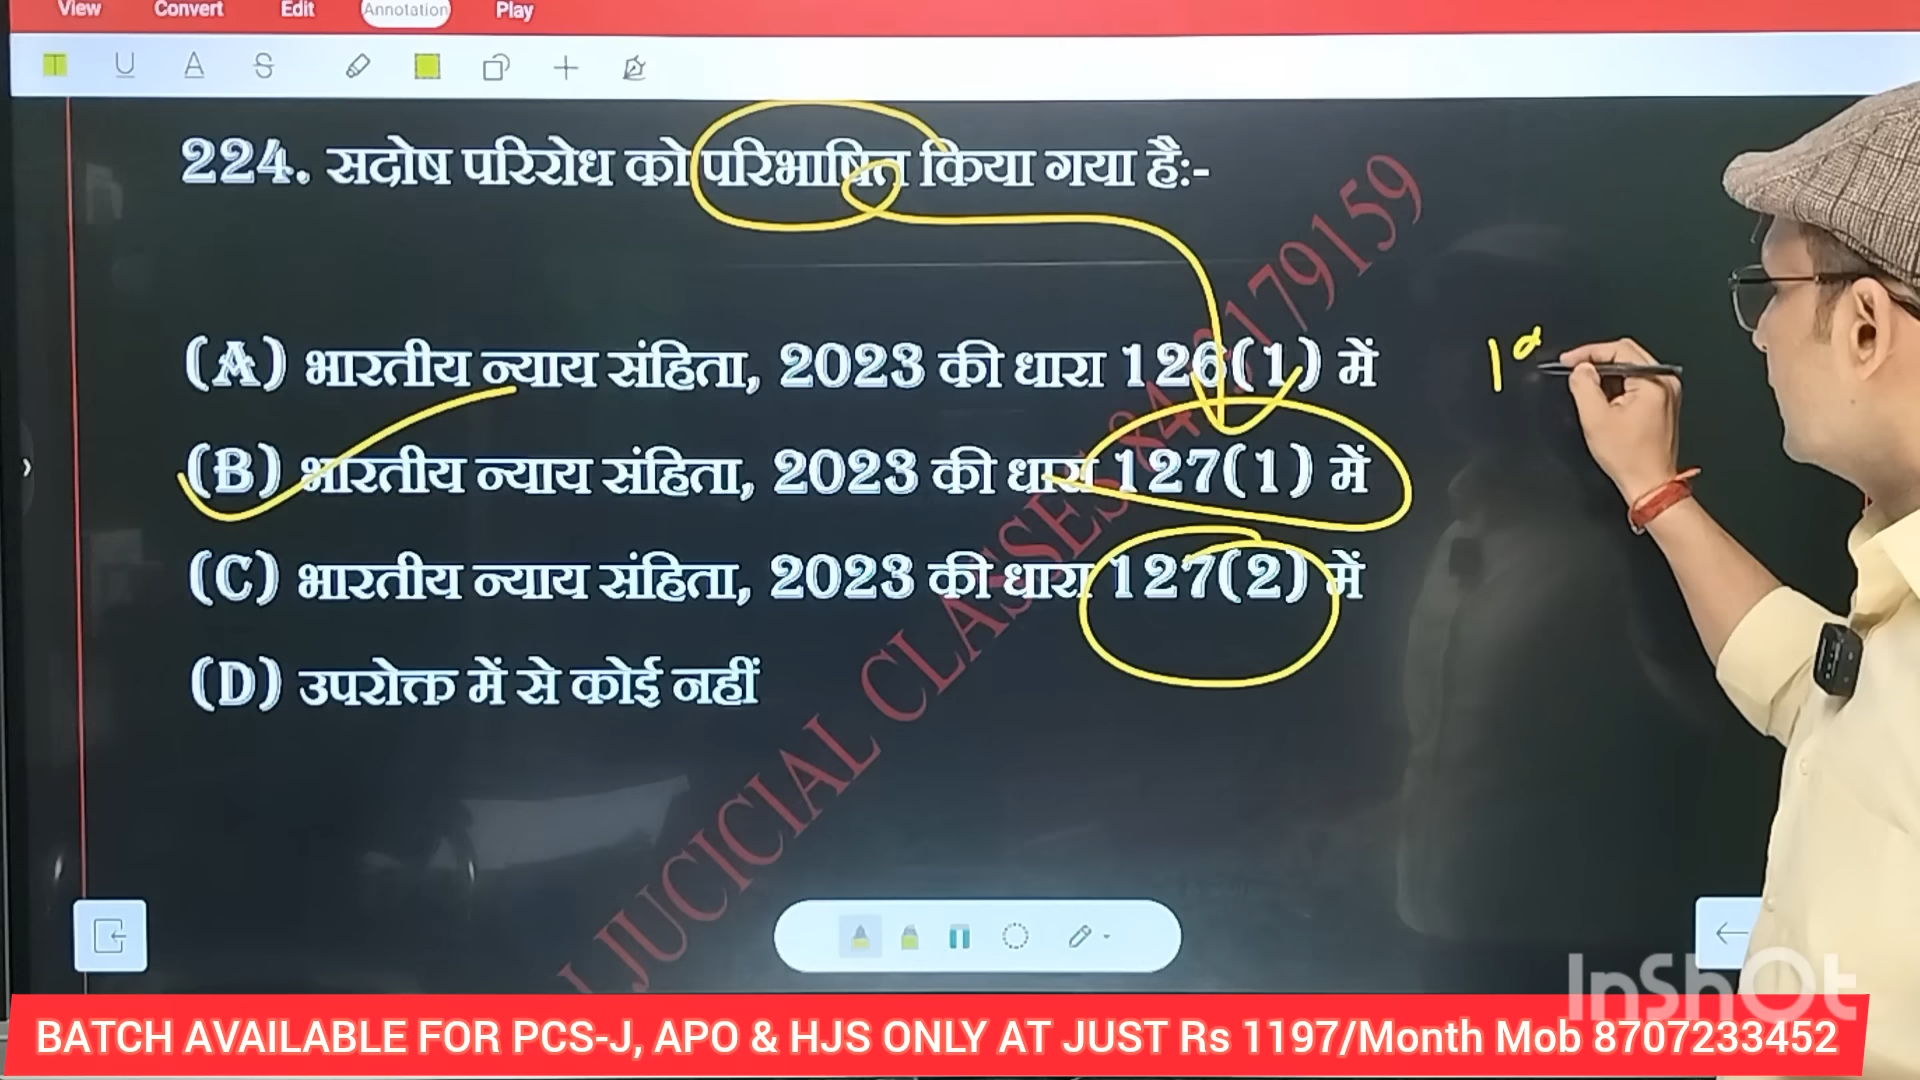 View Convert Edit Annotation Play
224. सदोष परिरोध को परिभाषित किया गया है:-
(A) भारतीय न्याय संहिता, 2023 की धारा 126(1) में
(B) भारतीय न्याय संहिता, 2023 की धारा 127(1) में
(C) भारतीय न्याय संहिता, 2023 की धारा 127(2) में
(D) उपरोक्त में से कोई नहीं
JUCICIAL CLASSES 179159
InShOt
BATCH AVAILABLE FOR PCS-J, APO & HJS ONLY AT JUST Rs 1197/Month Mob 8707233452